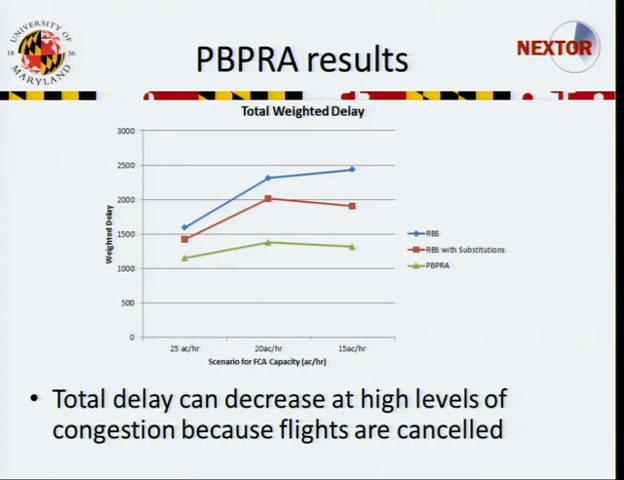 UNIVERSITY OF
18 56
MARYLAND
NEXTOR
PBPRA results
Total Weighted Delay
3000
2500
2000
1500
1000
500
0
Weighted Delay
25 ac/hr
20ac/hr
15ac/hr
Scenario for FCA Capacity (ac/hr)
RBS
RBS with Substitutions
PBPRA
• Total delay can decrease at high levels of
congestion because flights are cancelled